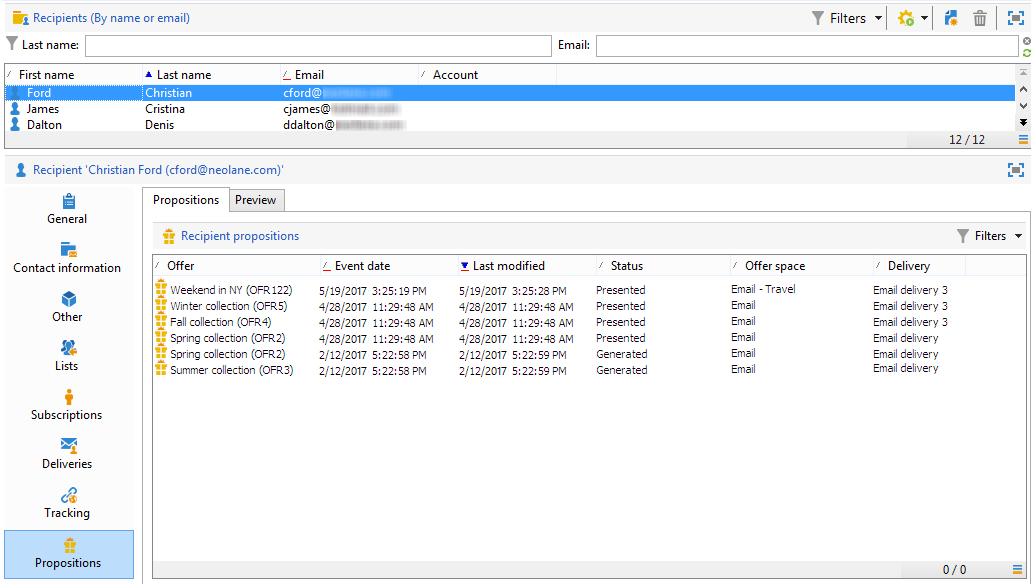 Recipients (By name or email) Filters
Last name: Email:
First name Last name Email Account
Ford Christian cford@
James Cristina cjames@
Dalton Denis ddalton@
12 / 12
Recipient 'Christian Ford (cford@neolane.com)'
General
Contact information
Other
Lists
Subscriptions
Deliveries
Tracking
Propositions
Propositions Preview
Recipient propositions Filters
Offer Event date Last modified Status Offer space Delivery
Weekend in NY (OFR122) 5/19/2017 3:25:19 PM 5/19/2017 3:25:28 PM Presented Email - Travel Email delivery 3
Winter collection (OFR5) 4/28/2017 11:29:48 AM 4/28/2017 11:29:48 AM Presented Email Email delivery 3
Fall collection (OFR4) 4/28/2017 11:29:48 AM 4/28/2017 11:29:48 AM Presented Email Email delivery 3
Spring collection (OFR2) 4/28/2017 11:29:48 AM 4/28/2017 11:29:48 AM Presented Email Email delivery
Spring collection (OFR2) 2/12/2017 5:22:58 PM 2/12/2017 5:22:59 PM Generated Email Email delivery
Summer collection (OFR3) 2/12/2017 5:22:58 PM 2/12/2017 5:22:59 PM Generated Email Email delivery
0 / 0